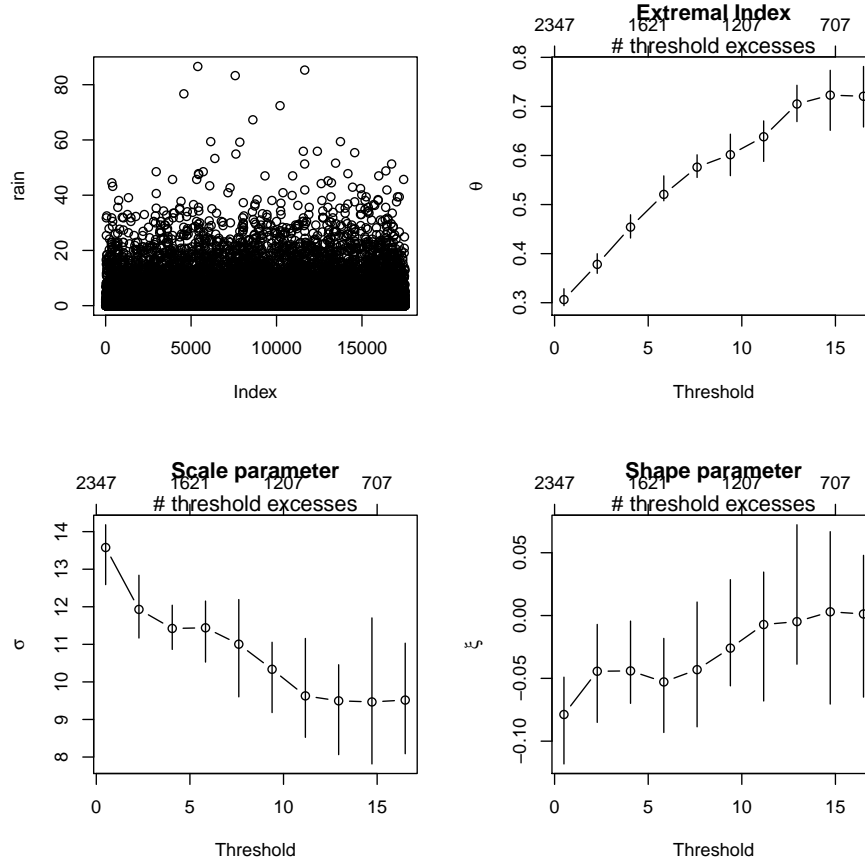 80
60
40
20
0
rain
0 5000 10000 15000
Index
Extremal Index
2347 1621 1207 707
# threshold excesses
0.8
0.7
0.6
0.5
0.4
0.3
θ
0 5 10 15
Threshold
Scale parameter
2347 1621 1207 707
# threshold excesses
14
13
12
11
10
9
8
σ
0 5 10 15
Threshold
Shape parameter
2347 1621 1207 707
# threshold excesses
0.05
0.00
−0.05
−0.10
ξ
0 5 10 15
Threshold